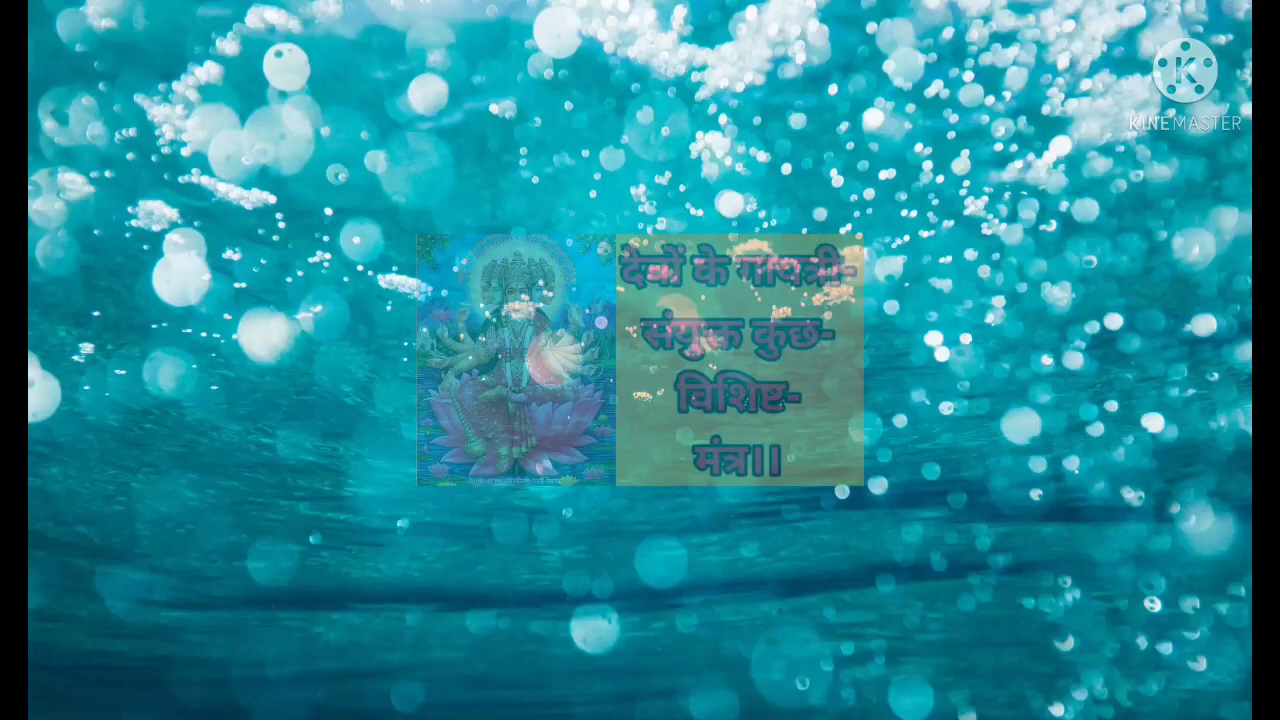 KINEMASTER
देवों के गायत्री-
संयुक्त कुछ-
विशिष्ट-
मंत्र।।